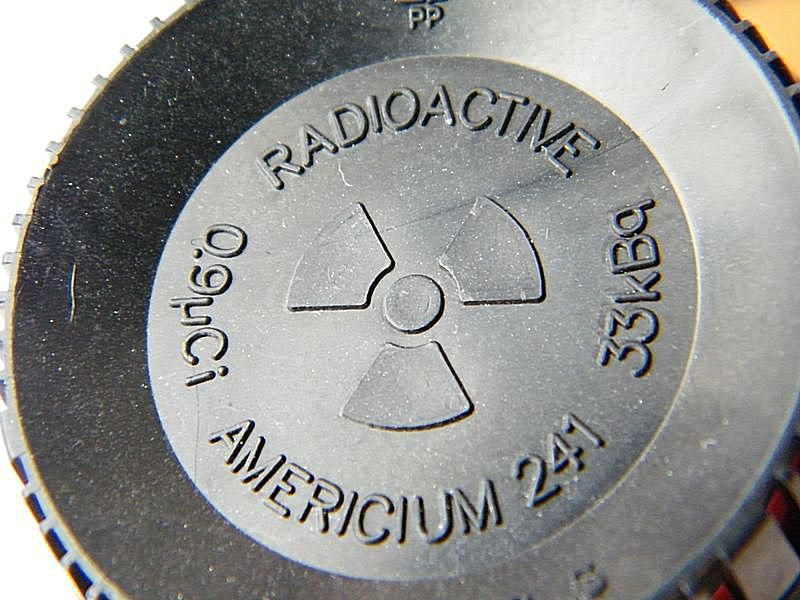 PP
RADIOACTIVE
33kBq
AMERICIUM 241
0.9µCi